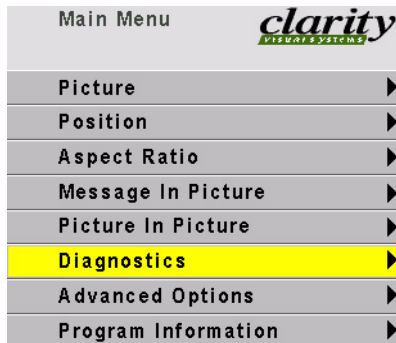 Main Menu
clarity
VISUAL SYSTEMS
Picture
Position
Aspect Ratio
Message In Picture
Picture In Picture
Diagnostics
Advanced Options
Program Information